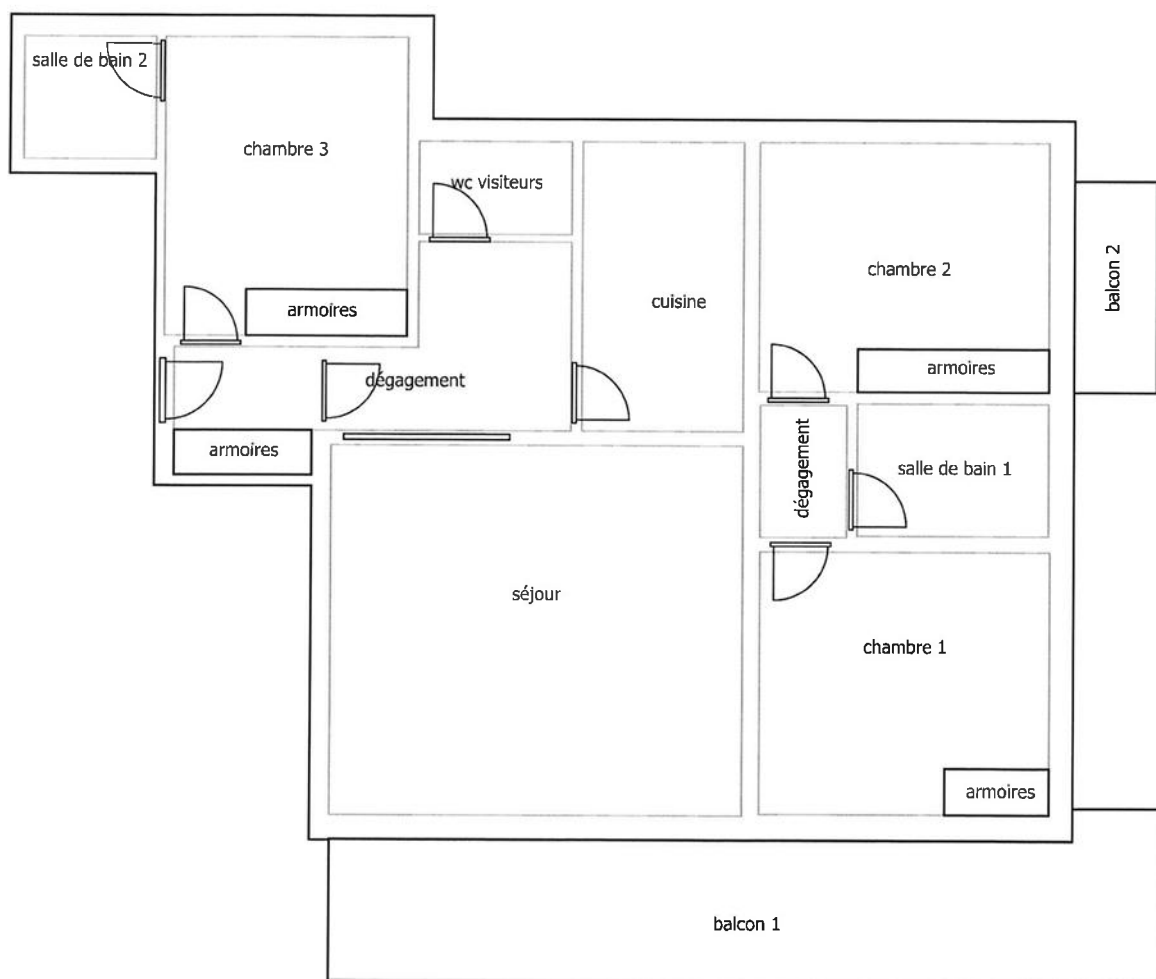 salle de bain 2
chambre 3
wc visiteurs
chambre 2
balcon 2
cuisine
armoires
armoires
dégagement
armoires
dégagement
salle de bain 1
séjour
chambre 1
armoires
balcon 1